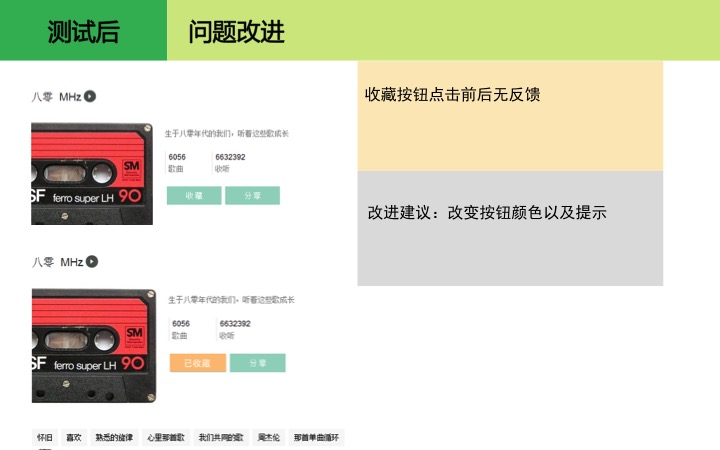 测试后
问题改进
八零 MHz
生于八零年代的我们，听着这些歌成长
6056
6632392
歌曲
收听
收藏
分享
SM
SF ferro super LH 90
收藏按钮点击前后无反馈
改进建议：改变按钮颜色以及提示
八零 MHz
生于八零年代的我们，听着这些歌成长
6056
6632392
歌曲
收听
已收藏
分享
SM
SF ferro super LH 90
怀旧 喜欢 熟悉的旋律 心里那首歌 我们共同的歌 周杰伦 那首单曲循环